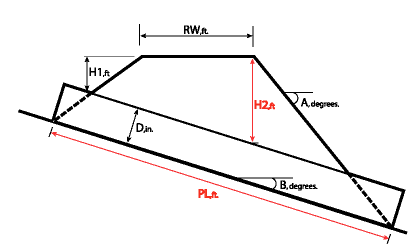 RW,ft.
H1,ft
H2,ft
A, degrees.
D,in.
B, degrees.
PL,ft.